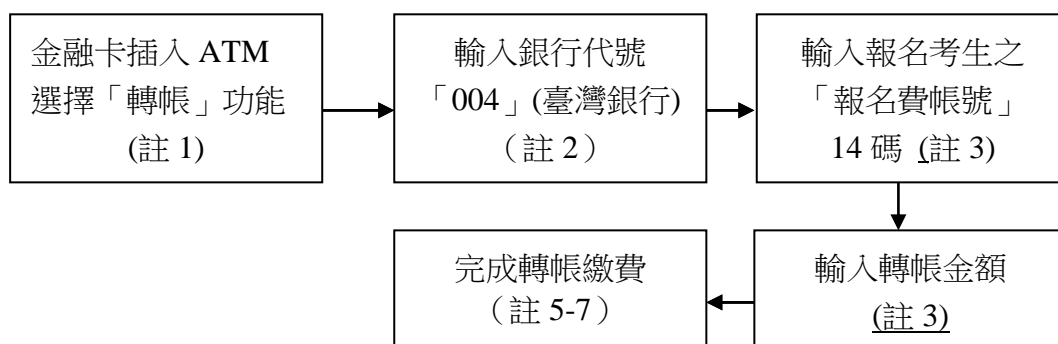 金融卡插入 ATM
選擇「轉帳」功能
(註 1)
輸入銀行代號
「004」(臺灣銀行)
（註 2）
輸入報名考生之
「報名費帳號」
14 碼 (註 3)
輸入轉帳金額
(註 3)
完成轉帳繳費
（註 5-7）